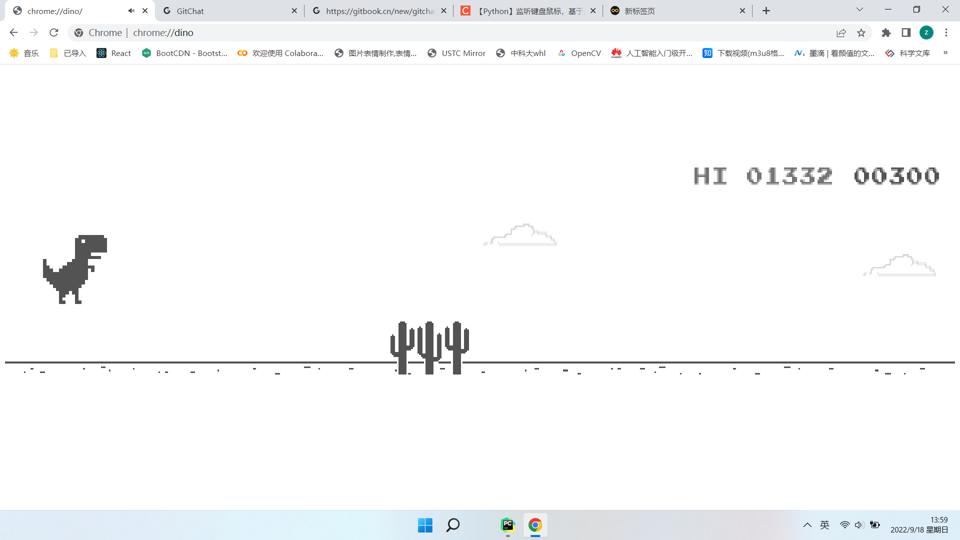 chrome://dino/
GitChat
https://gitbook.cn/new/gitcha
【Python】监听键盘鼠标，基于
新标签页
Chrome | chrome://dino
音乐
已导入
React
BootCDN - Bootst...
欢迎使用 Colabora...
图片表情制作,表情...
USTC Mirror
中科大whl
OpenCV
人工智能入门级开...
下载视频(m3u8格...
墨滴 | 看颜值的文...
科学文库
»
HI 01332 00300
英
13:59
2022/9/18 星期日